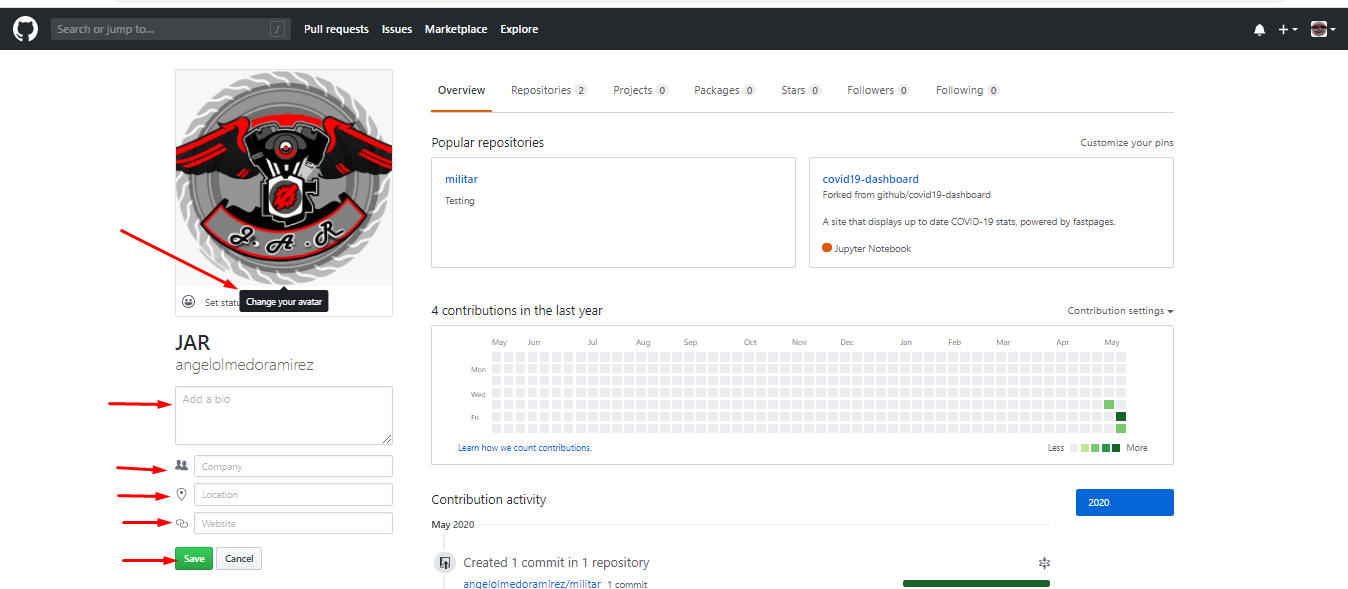 Search or jump to...
/
Pull requests
Issues
Marketplace
Explore
J.A.R
Set statu
Change your avatar
JAR
angelolmedoramirez
Add a bio
Company
Location
Website
Save
Cancel
Overview
Repositories 2
Projects 0
Packages 0
Stars 0
Followers 0
Following 0
Popular repositories
Customize your pins
militar
Testing
covid19-dashboard
Forked from github/covid19-dashboard
A site that displays up to date COVID-19 stats, powered by fastpages.
Jupyter Notebook
4 contributions in the last year
Contribution settings
May Jun Jul Aug Sep Oct Nov Dec Jan Feb Mar Apr May
Mon
Wed
Fri
Learn how we count contributions.
Less
More
Contribution activity
2020
May 2020
Created 1 commit in 1 repository
angelolmedoramirez/militar 1 commit